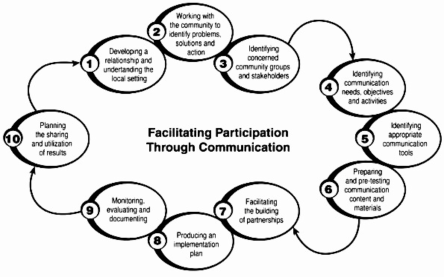 1
Developing a
relationship and
undertanding the
local setting
2
Working with
the community to
identify problems,
solutions and
action
3
Identifying
concerned
community groups
and stakeholders
4
Identifying
communication
needs, objectives
and activities
5
Identifying
appropriate
communication
tools
6
Preparing
and pre-testing
communication
content and
materials
7
Facilitating
the building
of partnerships
8
Producing an
implementation
plan
9
Monitoring,
evaluating and
documenting
10
Planning
the sharing
and utilization
of results
Facilitating Participation
Through Communication